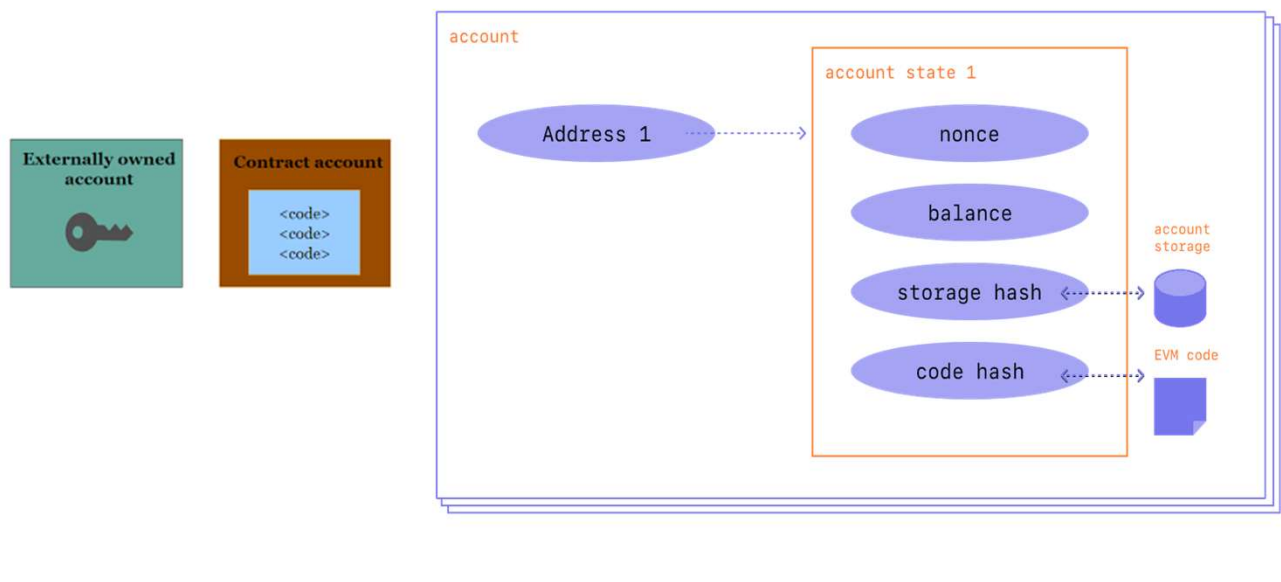 Externally owned
account
Contract account
<code>
<code>
<code>
account
Address 1
account state 1
nonce
balance
storage hash
code hash
account
storage
EVM code